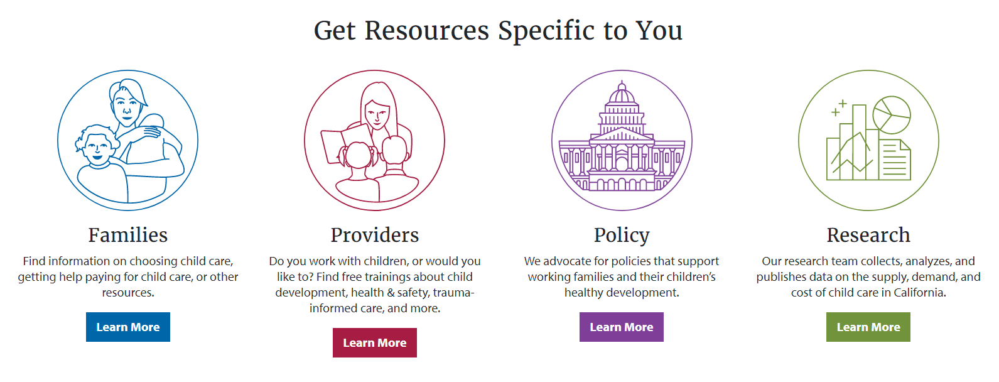 Get Resources Specific to You
Families
Find information on choosing child care,
getting help paying for child care, or other
resources.
Learn More
Providers
Do you work with children, or would you
like to? Find free trainings about child
development, health & safety, trauma-
informed care, and more.
Learn More
Policy
We advocate for policies that support
working families and their children’s
healthy development.
Learn More
Research
Our research team collects, analyzes, and
publishes data on the supply, demand, and
cost of child care in California.
Learn More